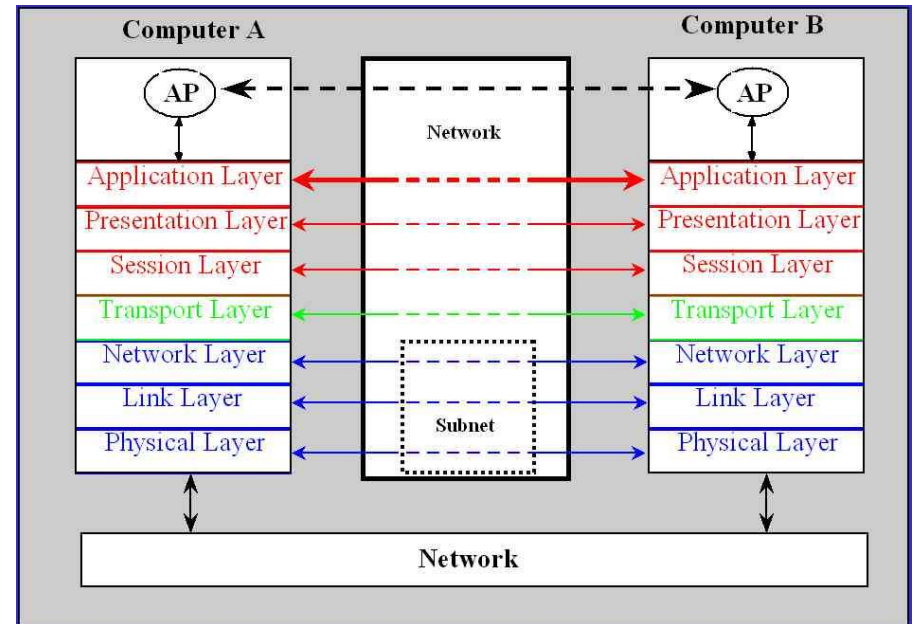 Computer A
Computer B
AP
AP
Network
Application Layer
Application Layer
Presentation Layer
Presentation Layer
Session Layer
Session Layer
Transport Layer
Transport Layer
Network Layer
Network Layer
Link Layer
Link Layer
Subnet
Physical Layer
Physical Layer
Network